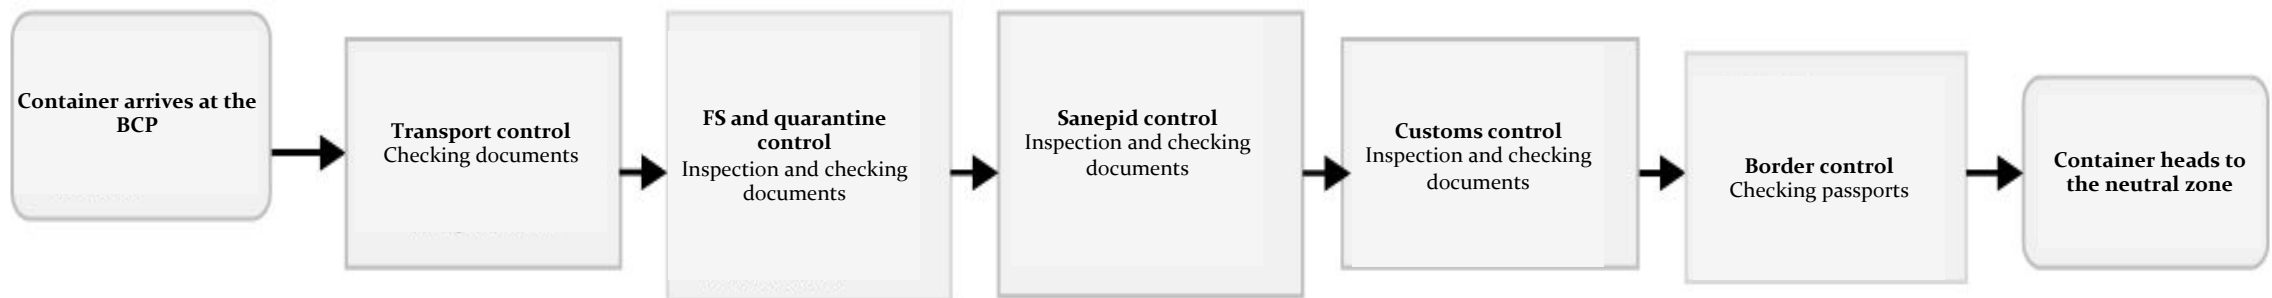 Container arrives at the
BCP
Transport control
Checking documents
FS and quarantine
control
Inspection and checking
documents
Sanepid control
Inspection and checking
documents
Customs control
Inspection and checking
documents
Border control
Checking passports
Container heads to
the neutral zone